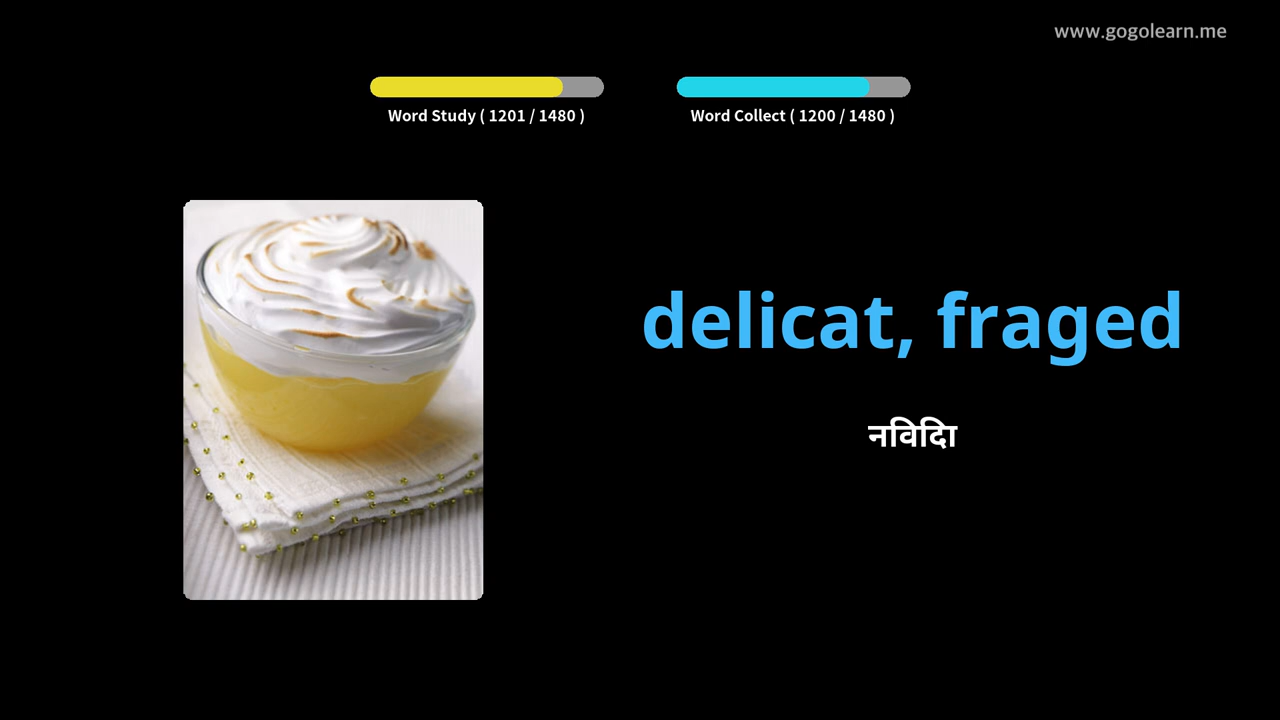 www.gogolearn.me
Word Study ( 1201 / 1480 )
Word Collect ( 1200 / 1480 )
delicat, fraged
नविदिा